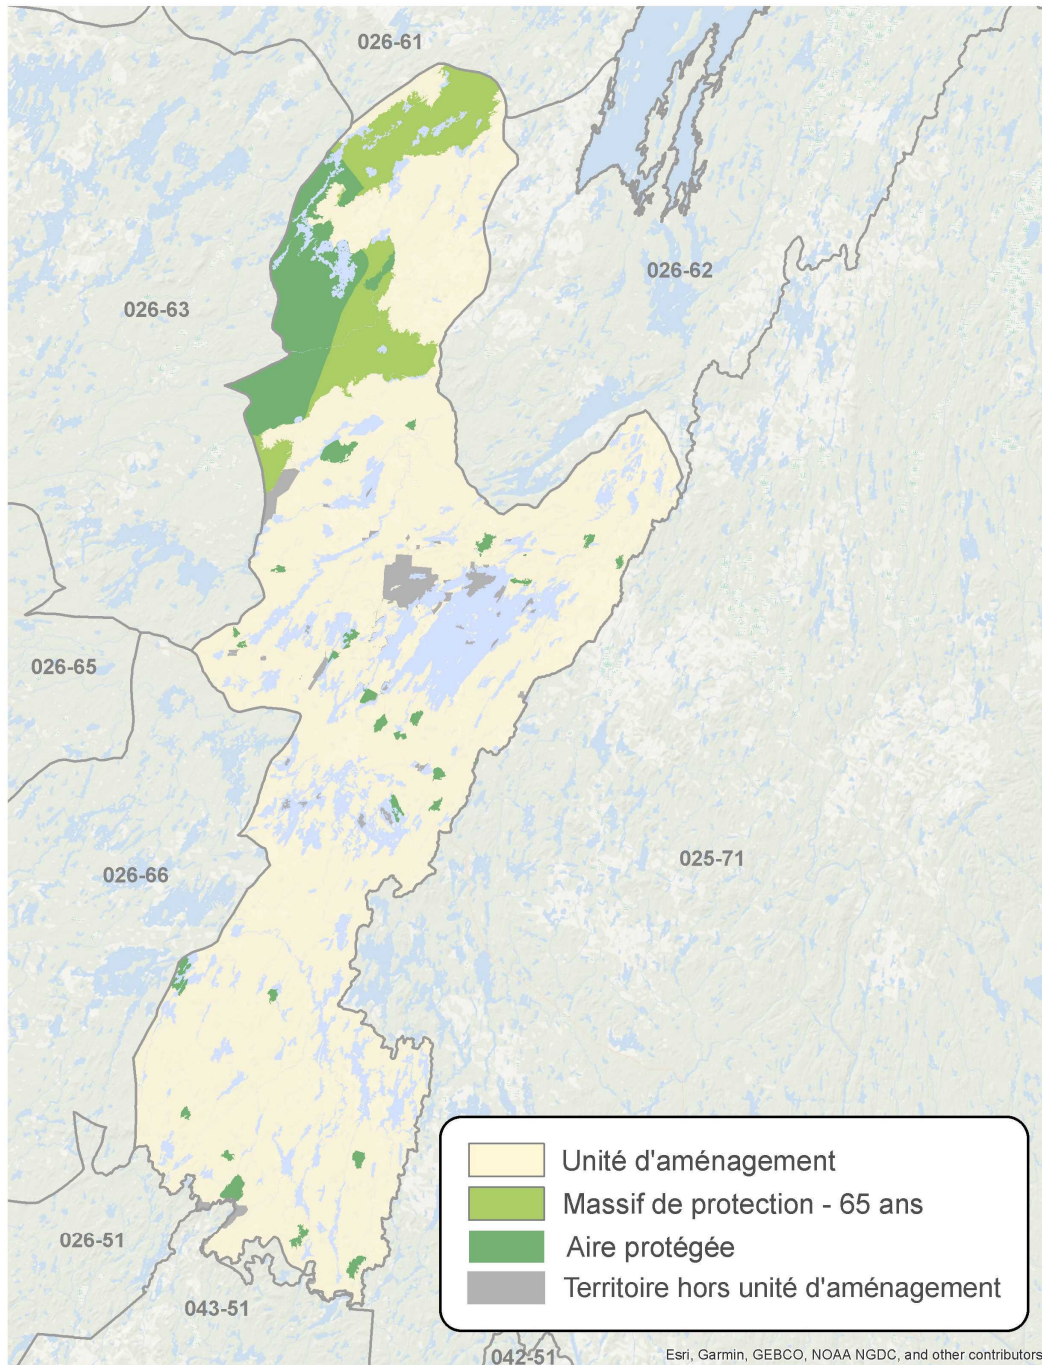 026-61
026-62
026-63
026-65
025-71
026-66
Unité d'aménagement
Massif de protection - 65 ans
Aire protégée
Territoire hors unité d'aménagement
026-51
043-51
042-51
Esri, Garmin, GEBCO, NOAA NGDC, and other contributors